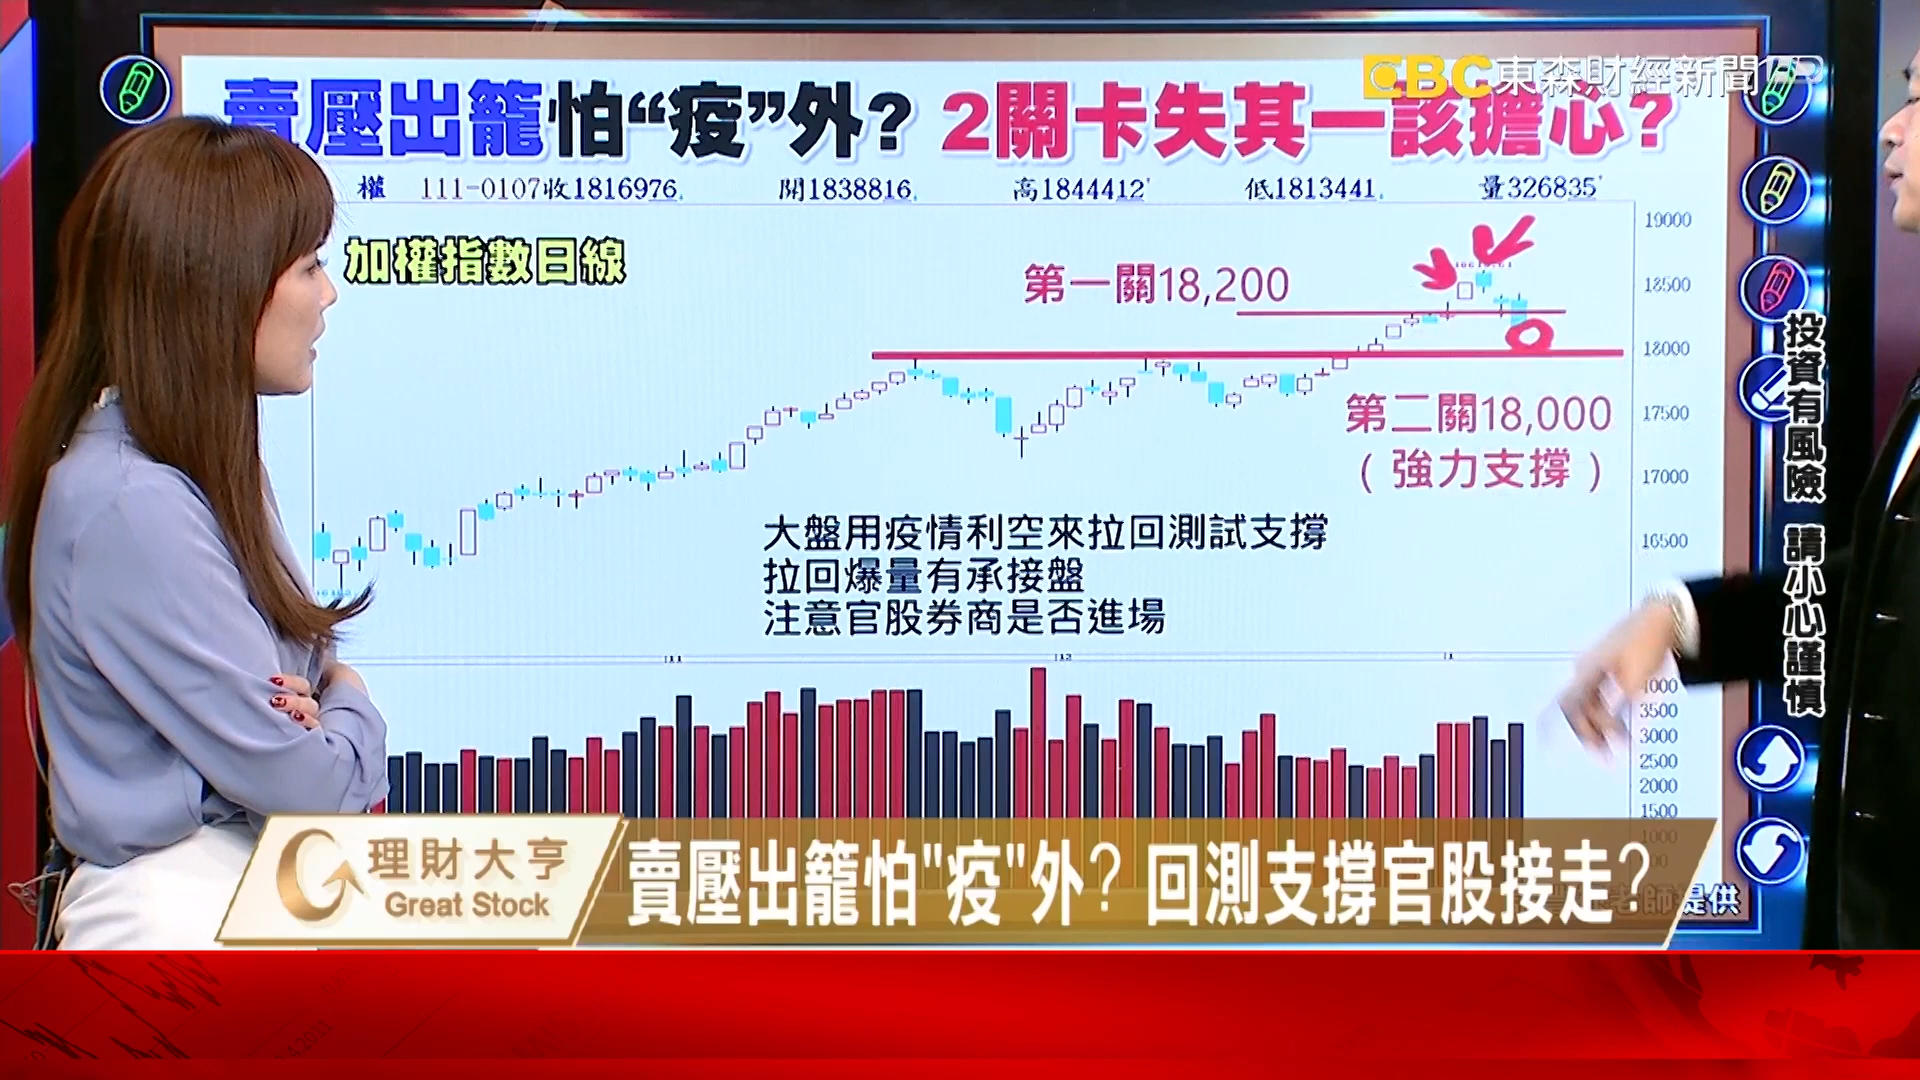 EBC東森財經新聞
賣壓出籠怕“疫”外? 2關卡失其一該擔心?
權 111-0107收1816976 開1838816 高1844412 低1813441 量326835
加權指數日線
第一關18,200
第二關18,000
(強力支撐)
大盤用疫情利空來拉回測試支撐
拉回爆量有承接盤
注意官股券商是否進場
19000
18500
18000
17500
17000
16500
11
12
1
4000
3500
3000
2500
2000
1500
投資有風險 請小心謹慎
理財大亨
Great Stock
賣壓出籠怕"疫"外? 回測支撐官股接走?
老師提供